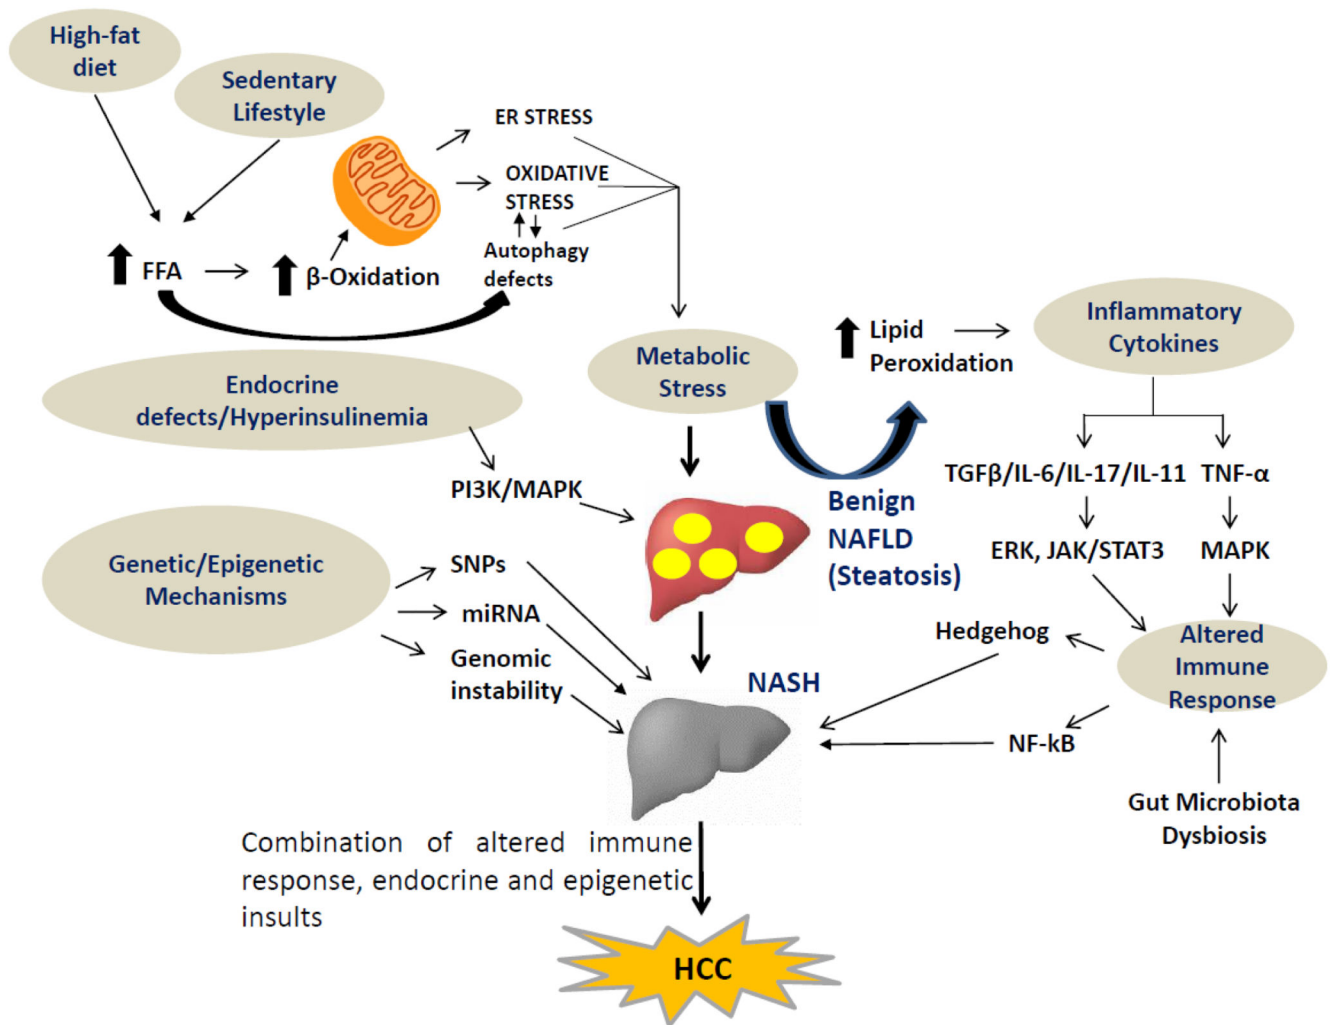 High-fat
diet
Sedentary
Lifestyle
ER STRESS
OXIDATIVE
STRESS
Autophagy
defects
FFA
β-Oxidation
Endocrine
defects/Hyperinsulinemia
Metabolic
Stress
Lipid
Peroxidation
Inflammatory
Cytokines
PI3K/MAPK
Benign
NAFLD
(Steatosis)
TGFβ/IL-6/IL-17/IL-11
TNF-α
ERK, JAK/STAT3
MAPK
Genetic/Epigenetic
Mechanisms
SNPs
miRNA
Genomic
instability
NASH
Hedgehog
Altered
Immune
Response
NF-kB
Gut Microbiota
Dysbiosis
Combination of altered immune
response, endocrine and epigenetic
insults
HCC